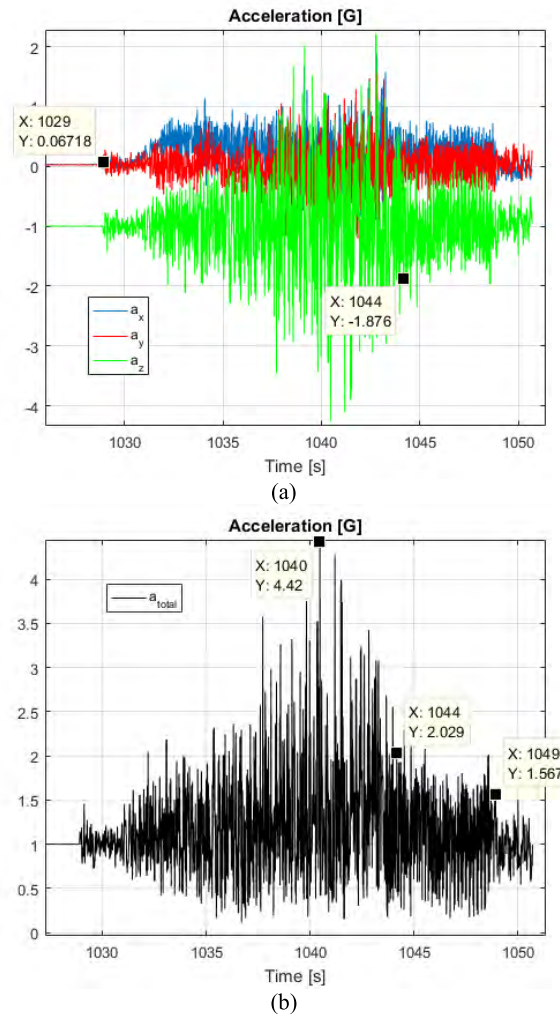 Acceleration [G]
2
1
0
-1
-2
-3
-4
X: 1029
Y: 0.06718
X: 1044
Y: -1.876
a_x
a_y
a_z
1030
1035
1040
1045
1050
Time [s]
(a)
Acceleration [G]
4
3.5
3
2.5
2
1.5
1
0.5
0
X: 1040
Y: 4.42
a_total
X: 1044
Y: 2.029
X: 1049
Y: 1.567
1030
1035
1040
1045
1050
Time [s]
(b)